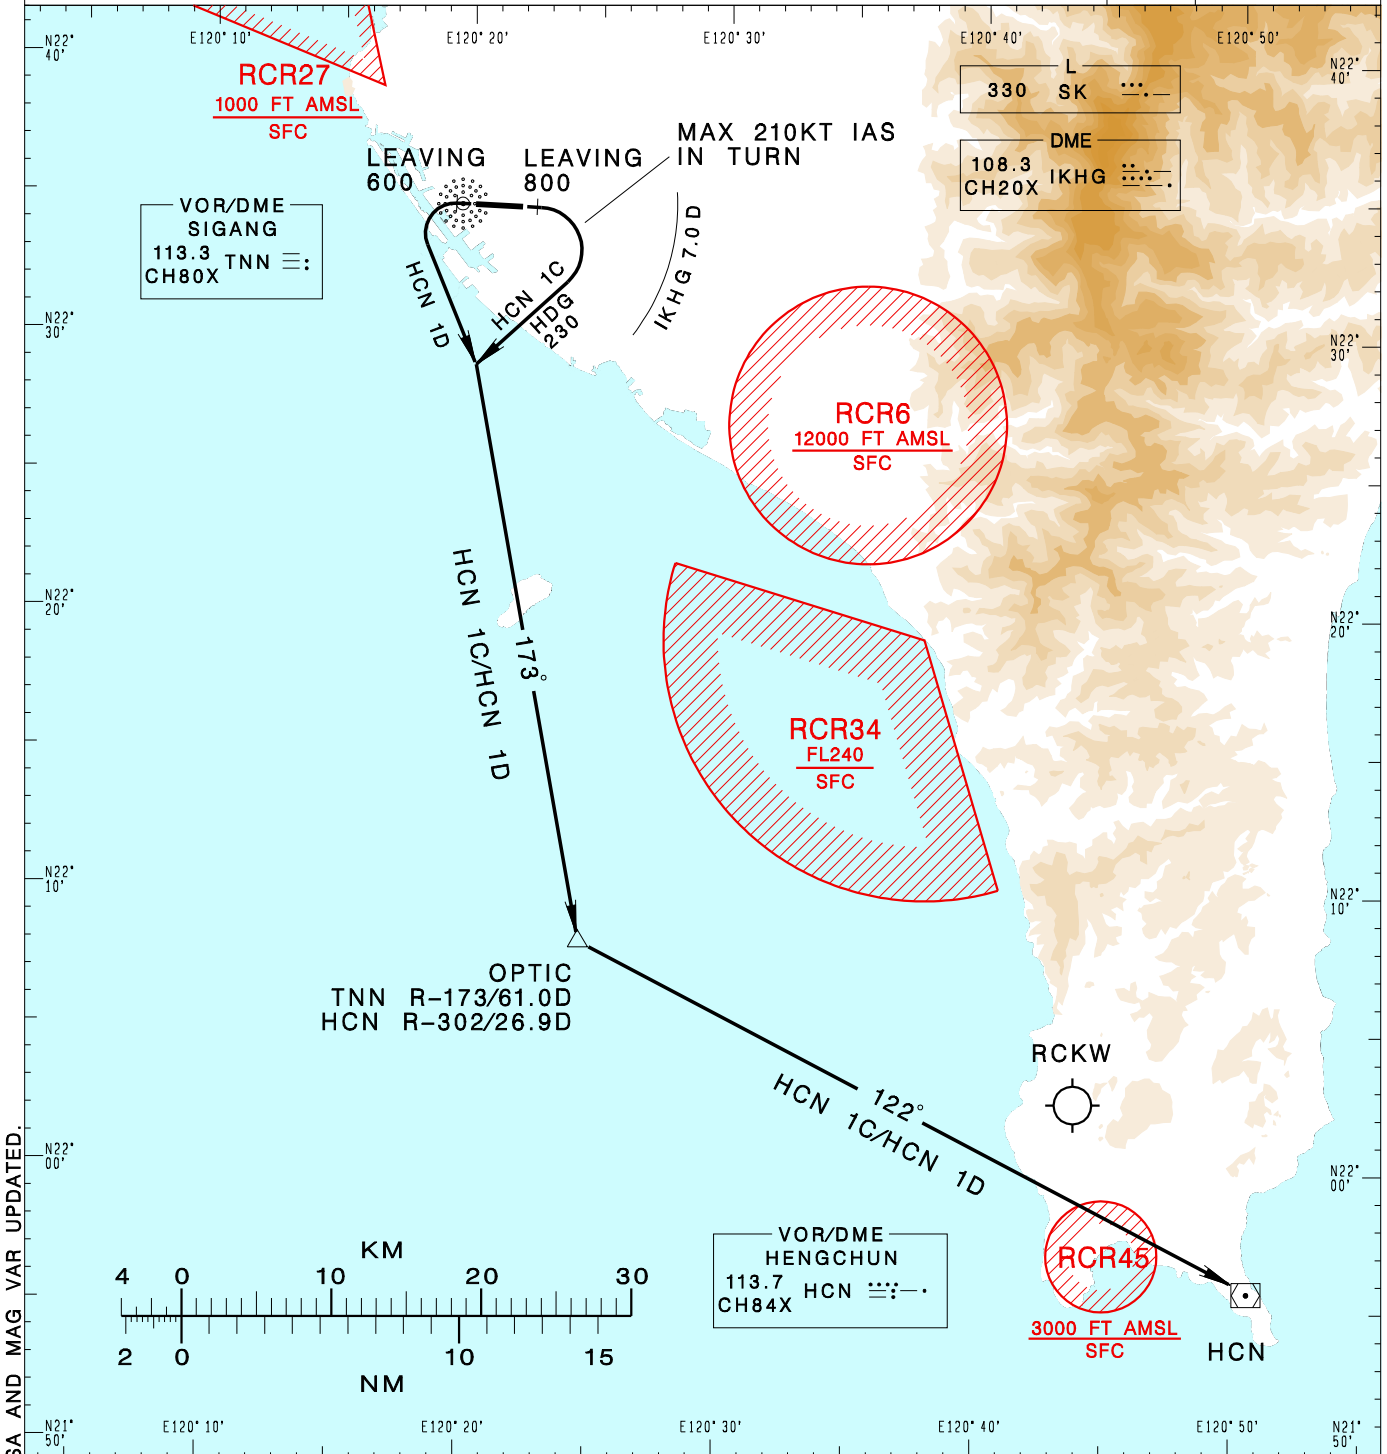 E120°10'
E120°20'
E120°30'
E120°40'
E120°50'
N22°
40'
N22°
40'
RCR27
1000 FT AMSL
SFC
L
330 SK
DME
108.3
CH20X
IKHG
MAX 210KT IAS
IN TURN
LEAVING
600
LEAVING
800
VOR/DME
SIGANG
113.3
CH80X
TNN
IKHG 7.0 D
HCN 1D
HCN 1C
HDG
230
N22°
30'
N22°
30'
RCR6
12000 FT AMSL
SFC
N22°
20'
N22°
20'
HCN 1C/HCN 1D
173°
RCR34
FL240
SFC
N22°
10'
N22°
10'
OPTIC
TNN R-173/61.0D
HCN R-302/26.9D
RCKW
122°
HCN 1C/HCN 1D
N22°
00'
N22°
00'
VOR/DME
HENGCHUN
113.7
CH84X
HCN
RCR45
3000 FT AMSL
SFC
HCN
KM
4 0 10 20 30
2 0 10 15
NM
N21°
50'
N21°
50'
E120°10'
E120°20'
E120°30'
E120°40'
E120°50'
SA AND MAG VAR UPDATED.